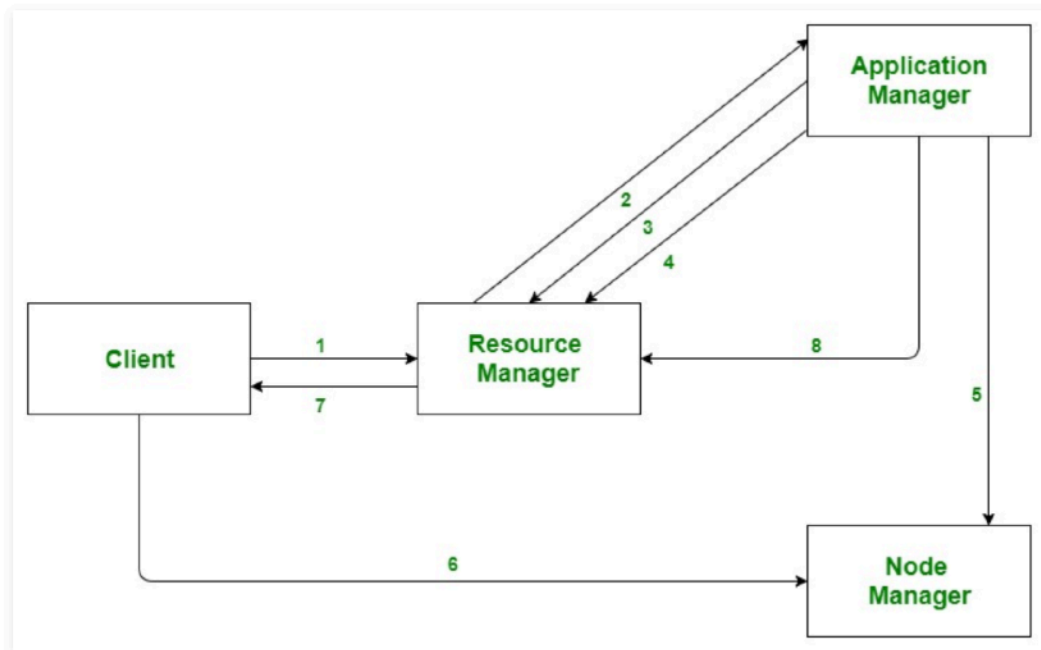 Application
Manager
2
3
4
Client
1
7
Resource
Manager
8
5
6
Node
Manager